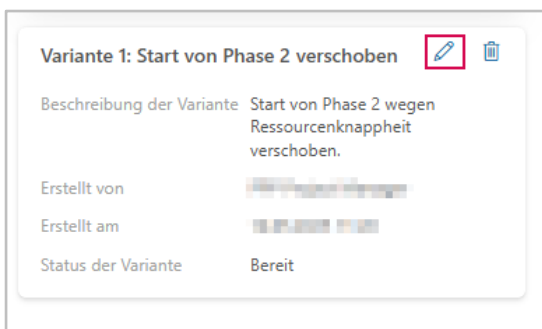 Variante 1: Start von Phase 2 verschoben
Beschreibung der Variante Start von Phase 2 wegen
Ressourcenknappheit
verschoben.
Erstellt von
Erstellt am
Status der Variante Bereit